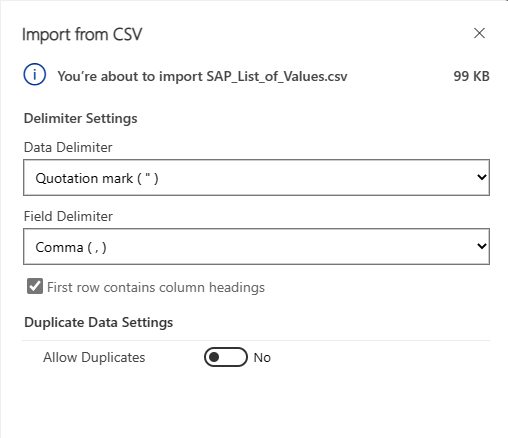 Import from CSV
You're about to import SAP_List_of_Values.csv 99 KB
Delimiter Settings
Data Delimiter
Quotation mark ( " )
Field Delimiter
Comma ( , )
First row contains column headings
Duplicate Data Settings
Allow Duplicates No